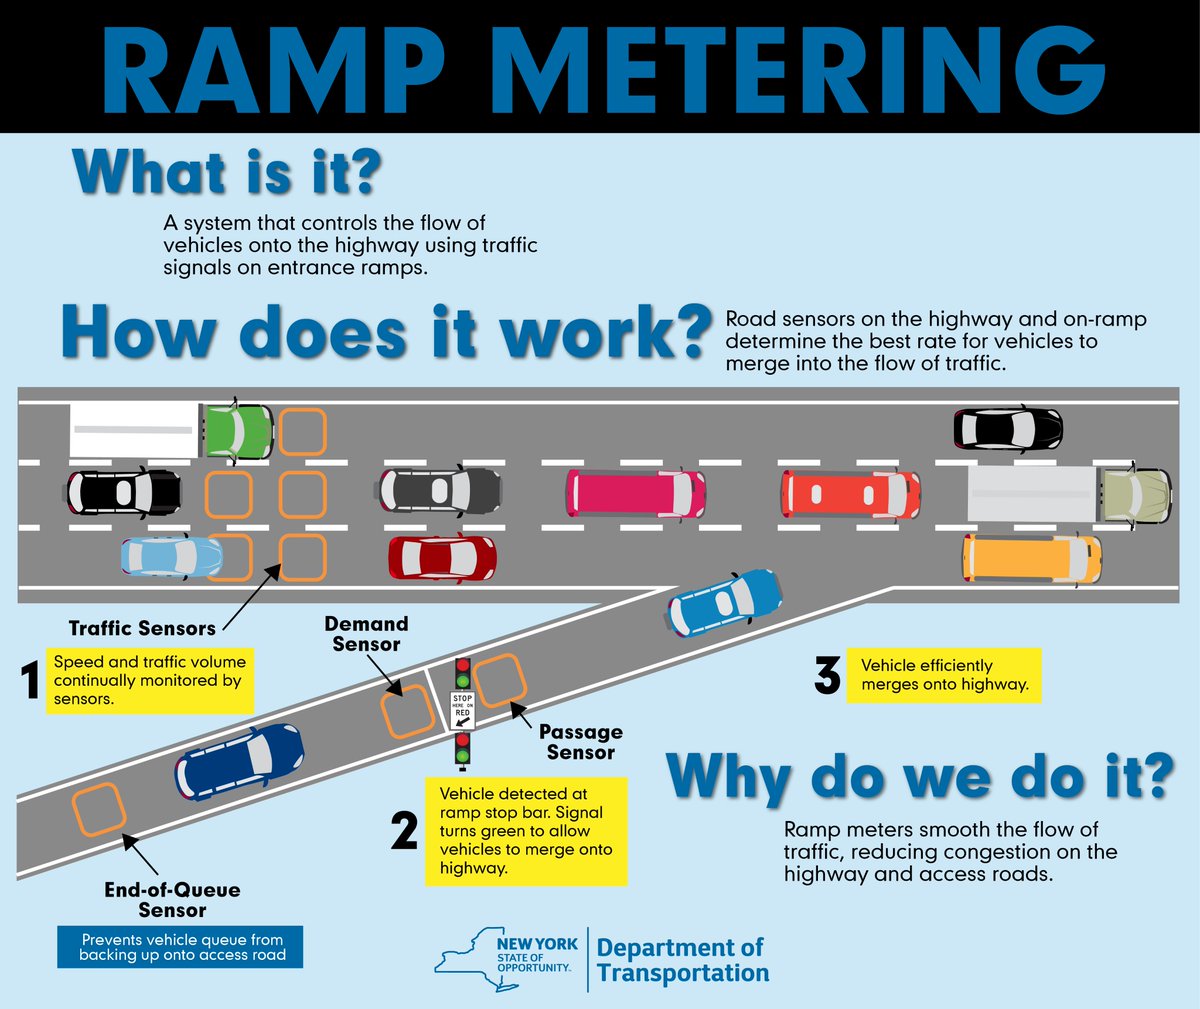 RAMP METERING
What is it?
A system that controls the flow of
vehicles onto the highway using traffic
signals on entrance ramps.
How does it work?
Road sensors on the highway and on-ramp
determine the best rate for vehicles to
merge into the flow of traffic.
Traffic Sensors
1
Speed and traffic volume
continually monitored by
sensors.
Demand
Sensor
STOP
HERE ON
RED
Passage
Sensor
2
Vehicle detected at
ramp stop bar. Signal
turns green to allow
vehicles to merge onto
highway.
3
Vehicle efficiently
merges onto highway.
End-of-Queue
Sensor
Prevents vehicle queue from
backing up onto access road
Why do we do it?
Ramp meters smooth the flow of
traffic, reducing congestion on the
highway and access roads.
NEW YORK
STATE OF
OPPORTUNITY.
Department of
Transportation